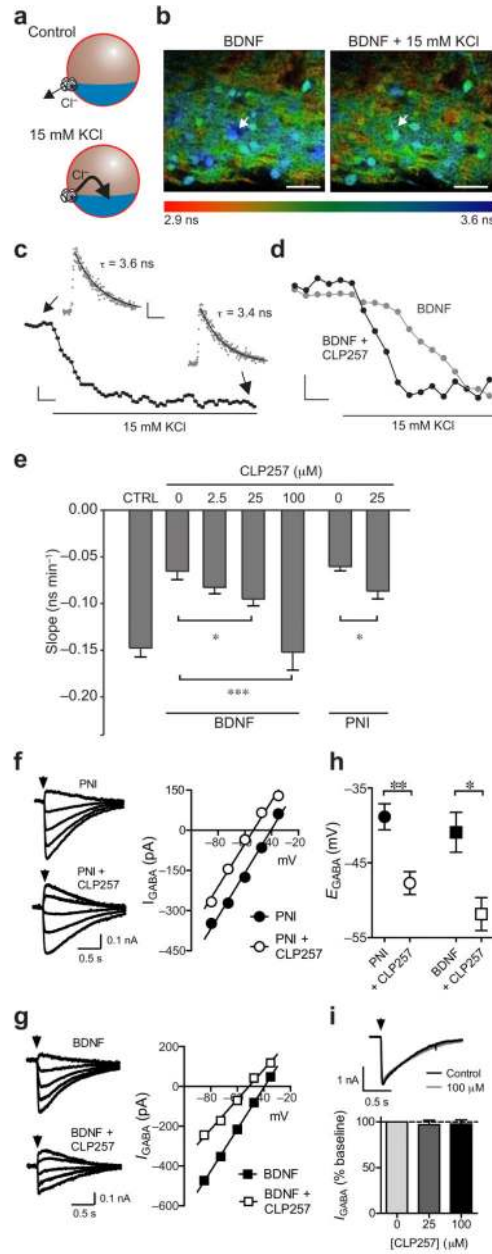 a
Control
Cl⁻
15 mM KCl
Cl⁻
b
BDNF
BDNF + 15 mM KCl
2.9 ns
3.6 ns
c
τ = 3.6 ns
τ = 3.4 ns
15 mM KCl
d
BDNF
BDNF +
CLP257
15 mM KCl
e
CLP257 (μM)
CTRL 0 2.5 25 100 0 25
0.00
−0.05
−0.10
−0.15
−0.20
Slope (ns min⁻¹)
*
*
***
BDNF
PNI
f
PNI
PNI +
CLP257
0.1 nA
0.5 s
150
0
−150
−300
−450
−80 −60 −40 −20
mV
I_GABA (pA)
PNI
PNI +
CLP257
h
−35
−45
−55
E_GABA (mV)
**
*
PNI
+ CLP257
BDNF
+ CLP257
g
BDNF
BDNF +
CLP257
0.1 nA
0.5 s
200
0
−200
−400
−600
−80 −60 −40 −20
mV
I_GABA (pA)
BDNF
BDNF +
CLP257
i
1 nA
0.5 s
Control
100 μM
100
50
0
I_GABA (% baseline)
0 25 100
[CLP257] (μM)